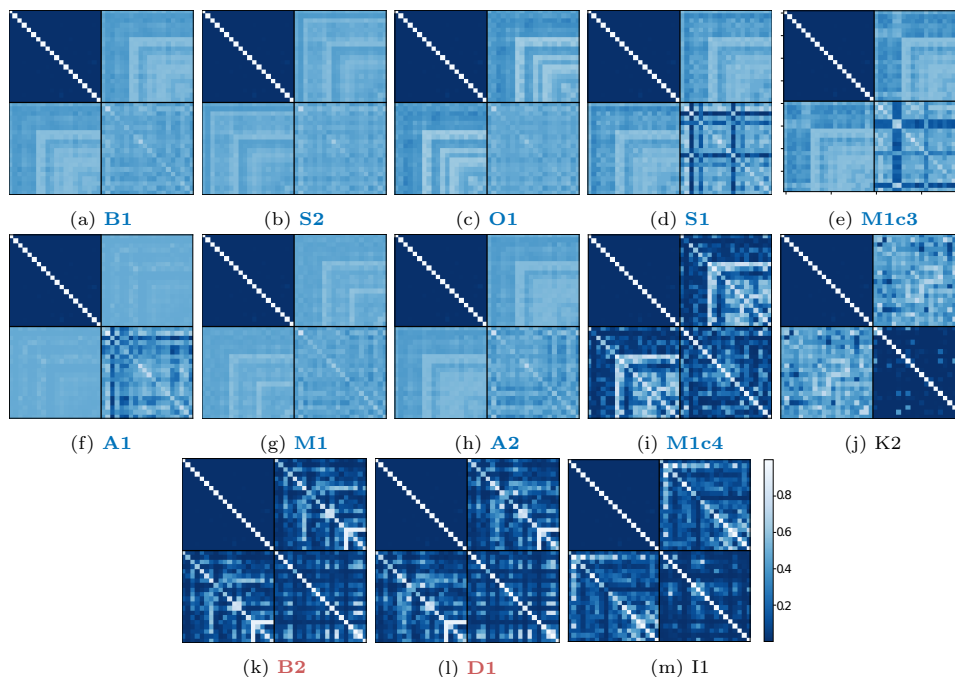 (a) B1
(b) S2
(c) O1
(d) S1
(e) M1c3
(f) A1
(g) M1
(h) A2
(i) M1c4
(j) K2
0.8
0.6
0.4
0.2
(k) B2
(l) D1
(m) I1